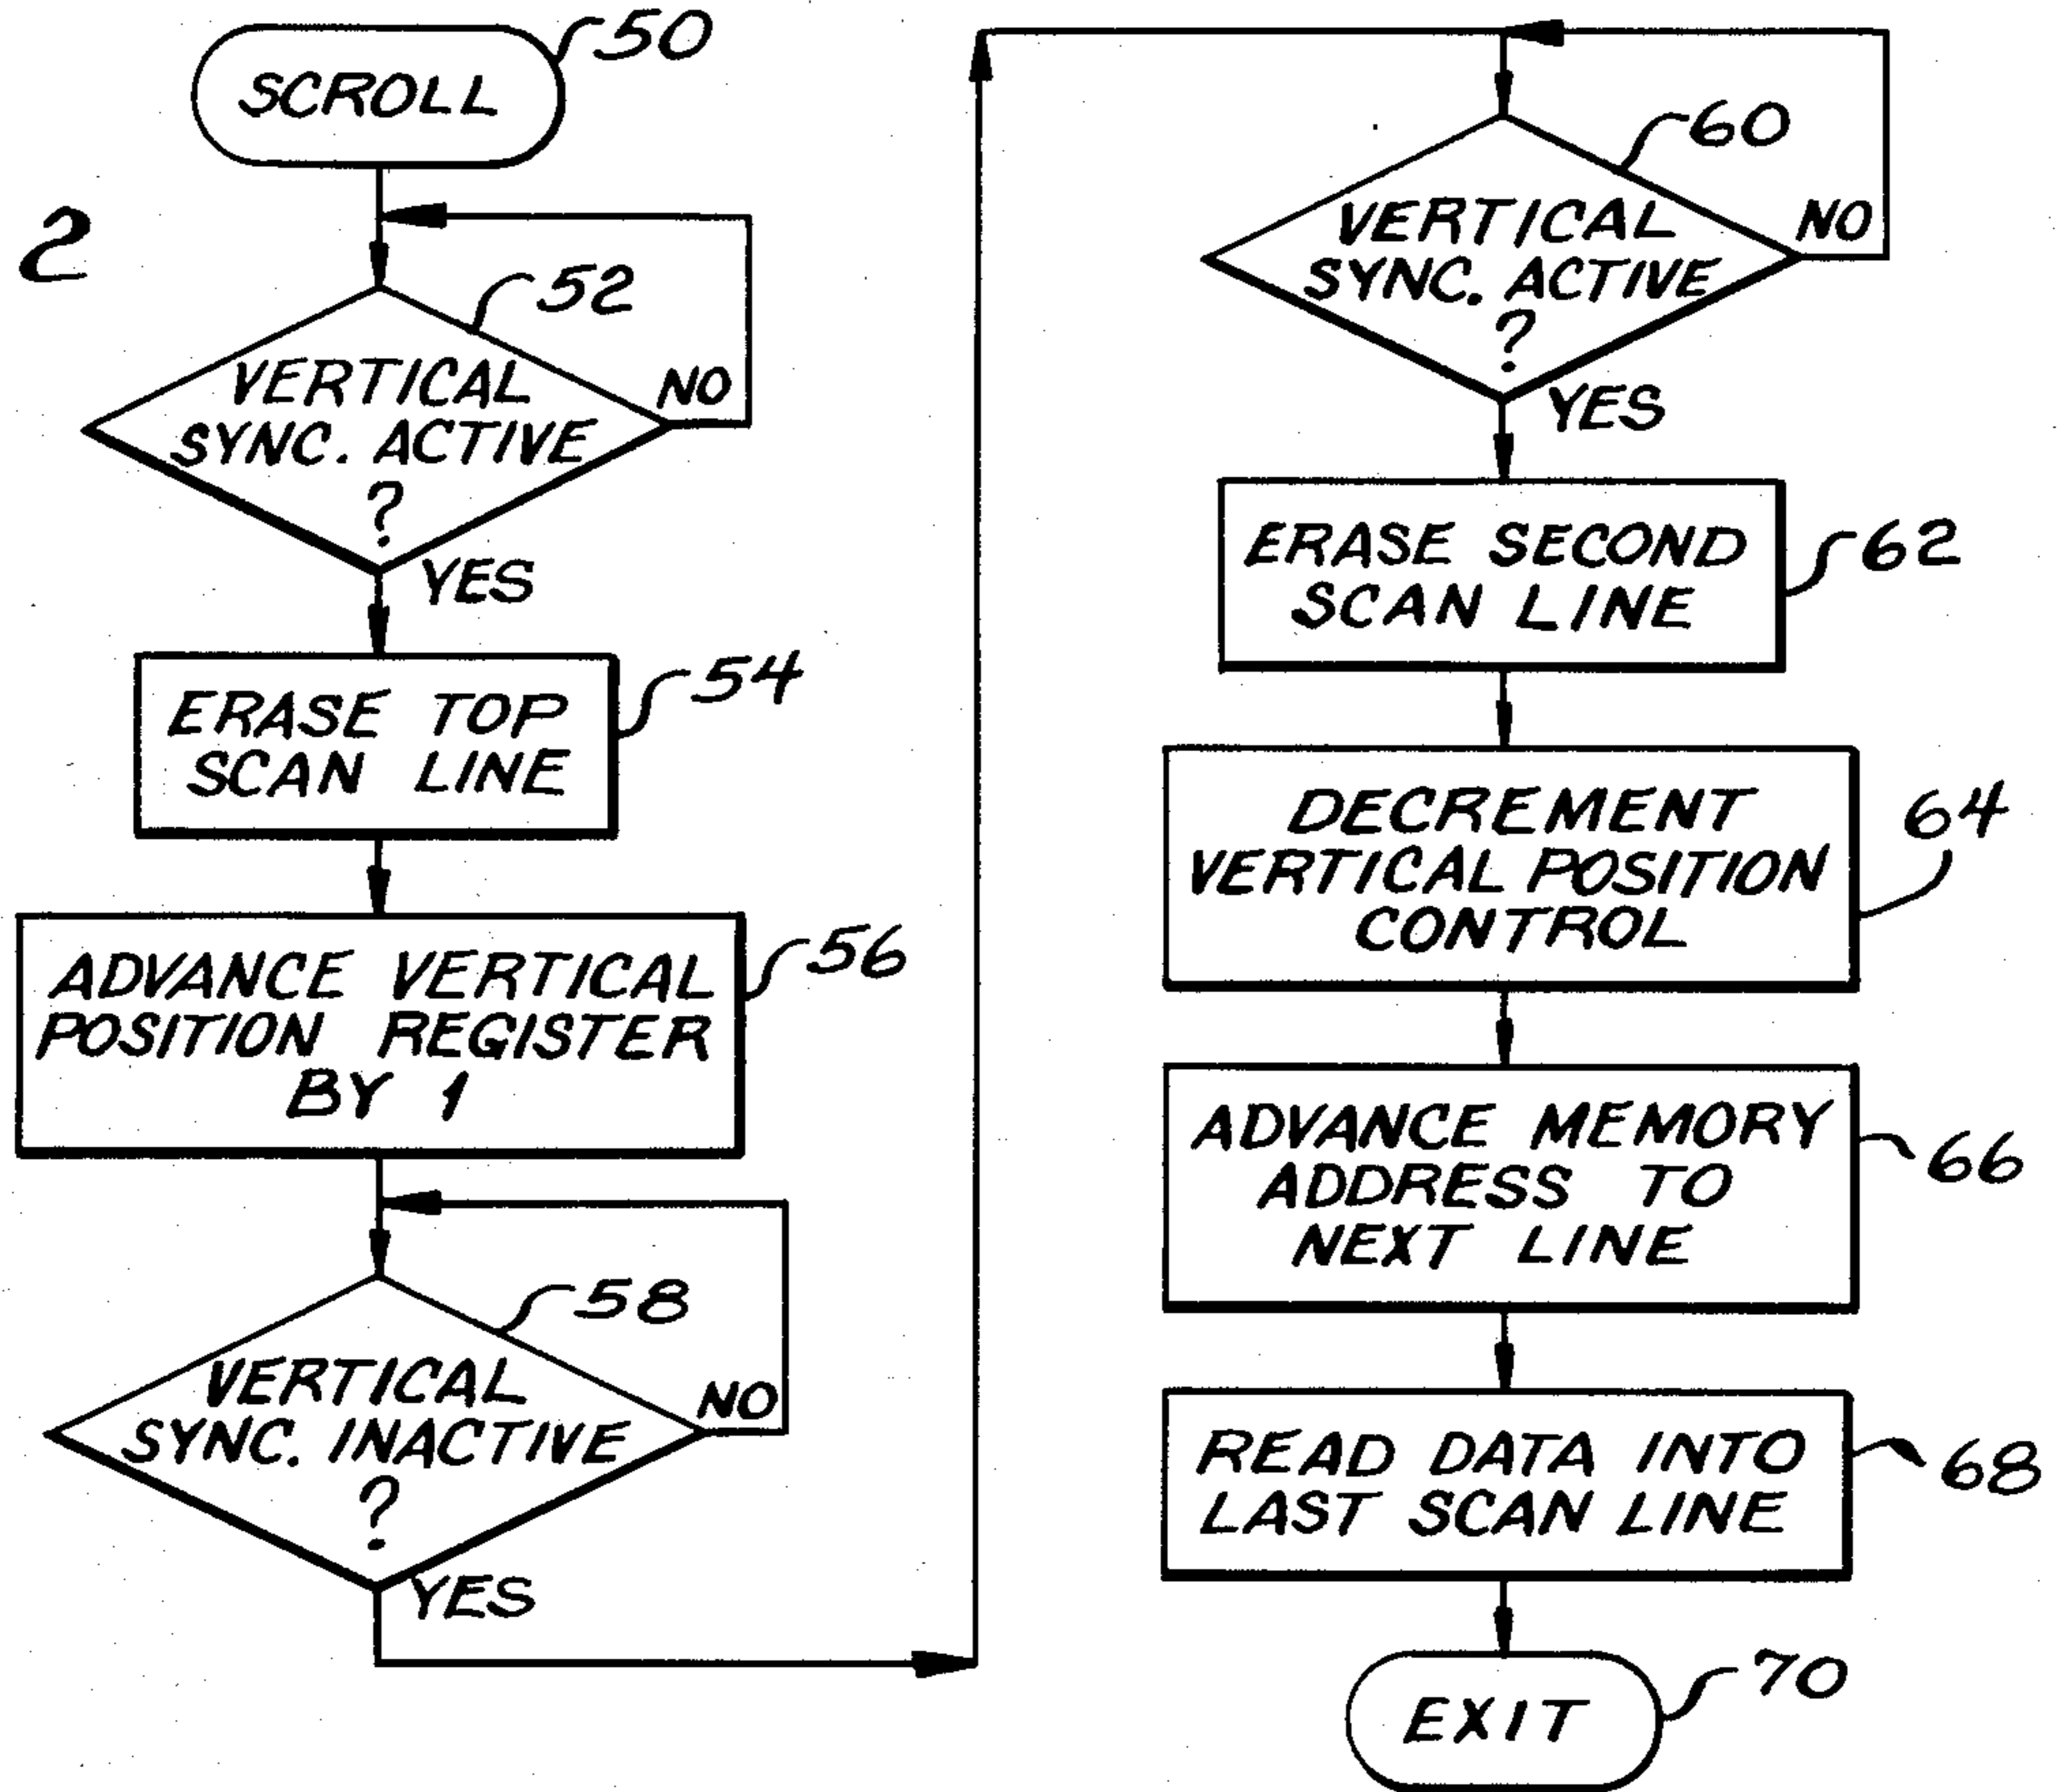 2
SCROLL
50
VERTICAL
SYNC. ACTIVE
?
52
NO
YES
ERASE TOP
SCAN LINE
54
ADVANCE VERTICAL
POSITION REGISTER
BY 1
56
VERTICAL
SYNC. INACTIVE
?
58
NO
YES
VERTICAL
SYNC. ACTIVE
?
60
NO
YES
ERASE SECOND
SCAN LINE
62
DECREMENT
VERTICAL POSITION
CONTROL
64
ADVANCE MEMORY
ADDRESS TO
NEXT LINE
66
READ DATA INTO
LAST SCAN LINE
68
EXIT
70